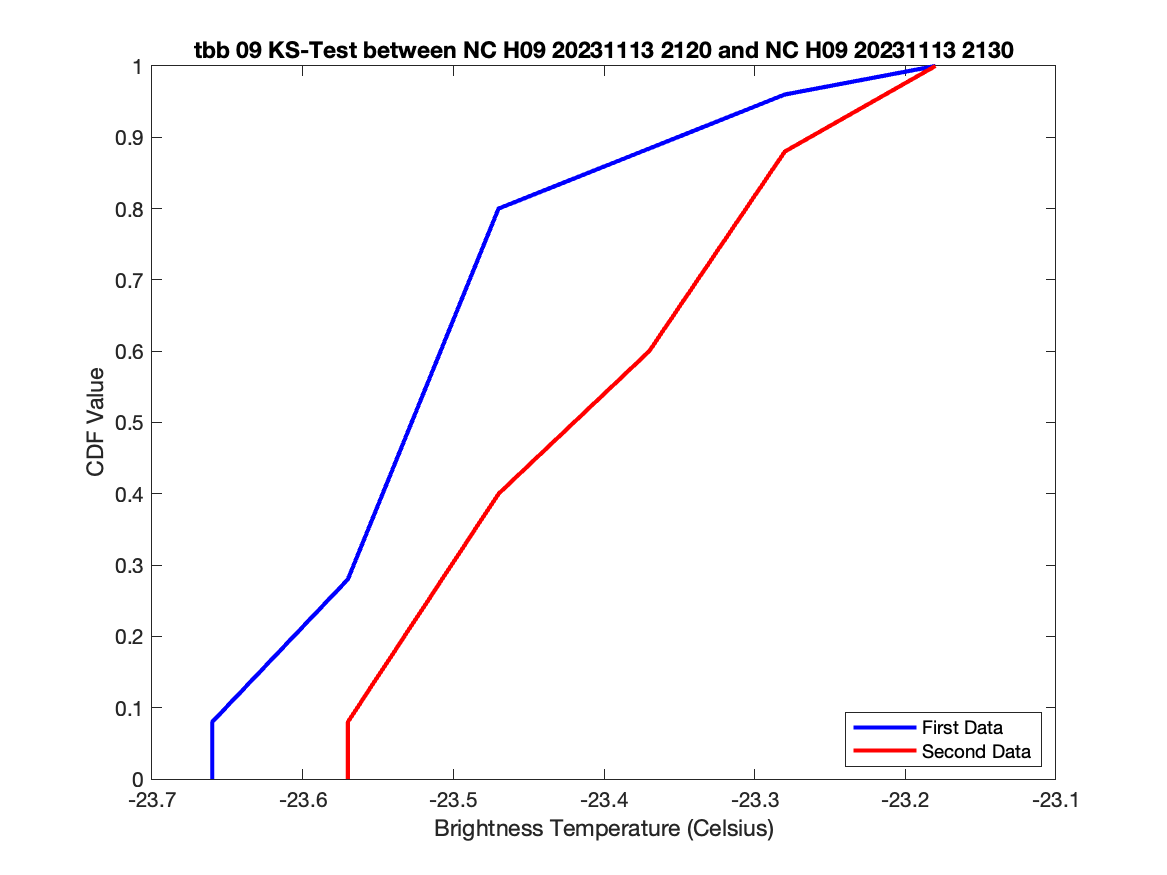 tbb 09 KS-Test between NC H09 20231113 2120 and NC H09 20231113 2130
1
0.9
0.8
0.7
0.6
0.5
0.4
0.3
0.2
0.1
0
CDF Value
First Data
Second Data
-23.7 -23.6 -23.5 -23.4 -23.3 -23.2 -23.1
Brightness Temperature (Celsius)